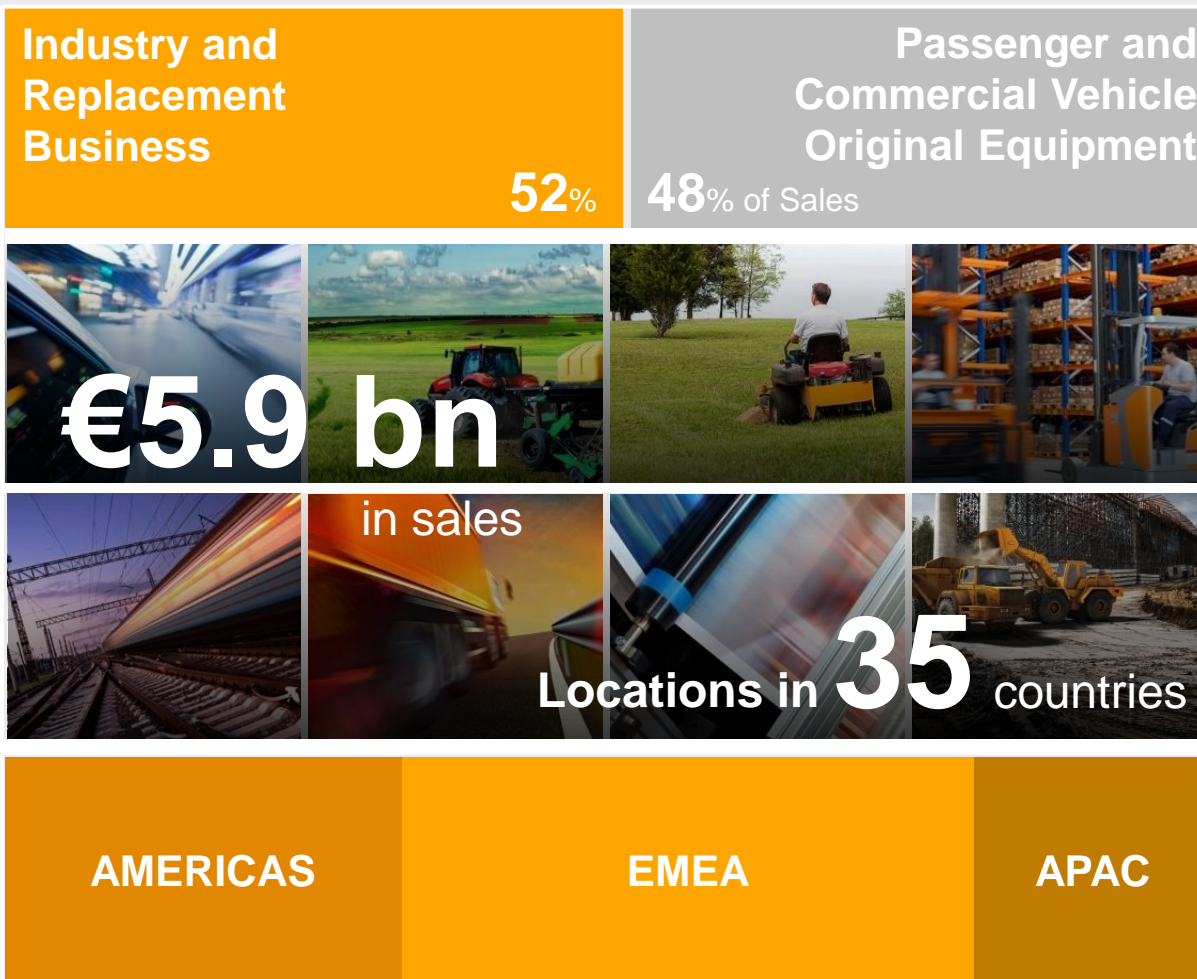 Industry and
Replacement
Business
52%
Passenger and
Commercial Vehicle
Original Equipment
48% of Sales
€5.9 bn
in sales
Locations in 35 countries
AMERICAS
EMEA
APAC